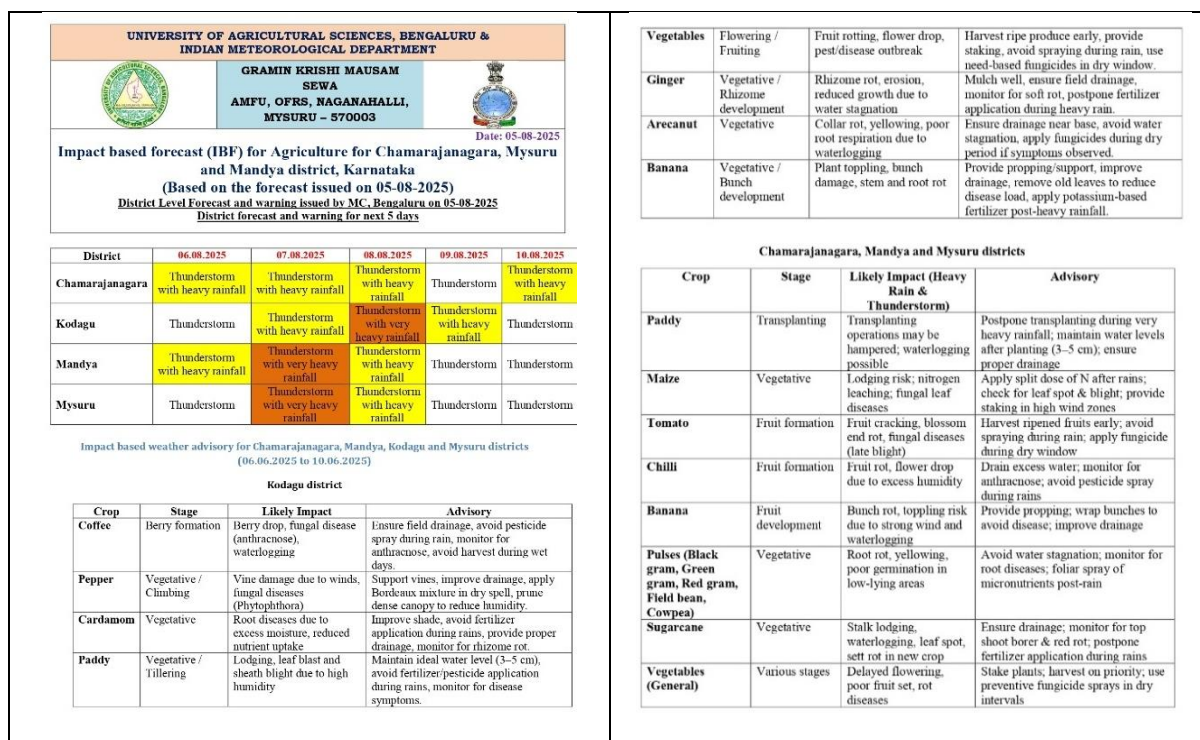 UNIVERSITY OF AGRICULTURAL SCIENCES, BENGALURU &
INDIAN METEOROLOGICAL DEPARTMENT
GRAMIN KRISHI MAUSAM
SEWA
AMFU, OFRS, NAGANAHALLI,
MYSURU – 570003
Date: 05-08-2025
Impact based forecast (IBF) for Agriculture for Chamarajanagara, Mysuru
and Mandya district, Karnataka
(Based on the forecast issued on 05-08-2025)
District Level Forecast and warning issued by MC, Bengaluru on 05-08-2025
District forecast and warning for next 5 days
District 06.08.2025 07.08.2025 08.08.2025 09.08.2025 10.08.2025
Chamarajanagara Thunderstorm with heavy rainfall Thunderstorm with heavy rainfall Thunderstorm with heavy rainfall Thunderstorm Thunderstorm with heavy rainfall
Kodagu Thunderstorm Thunderstorm with heavy rainfall Thunderstorm with very heavy rainfall Thunderstorm with heavy rainfall Thunderstorm
Mandya Thunderstorm with heavy rainfall Thunderstorm with very heavy rainfall Thunderstorm with heavy rainfall Thunderstorm Thunderstorm
Mysuru Thunderstorm Thunderstorm with very heavy rainfall Thunderstorm with heavy rainfall Thunderstorm Thunderstorm
Impact based weather advisory for Chamarajanagara, Mandya, Kodagu and Mysuru districts
(06.06.2025 to 10.06.2025)
Kodagu district
Crop Stage Likely Impact Advisory
Coffee Berry formation Berry drop, fungal disease Ensure field drainage, avoid pesticide
(anthracnose), spray during rain, monitor for
waterlogging anthracnose, avoid harvest during wet
days.
Pepper Vegetative / Vine damage due to winds, Support vines, improve drainage, apply
Climbing fungal diseases Bordeaux mixture in dry spell, prune
(Phytophthora) dense canopy to reduce humidity.
Cardamom Vegetative Root diseases due to Improve shade, avoid fertilizer
excess moisture, reduced application during rains, provide proper
nutrient uptake drainage, monitor for rhizome rot.
Paddy Vegetative / Lodging, leaf blast and Maintain ideal water level (3–5 cm),
Tillering sheath blight due to high avoid fertilizer/pesticide application
humidity during rains, monitor for disease
symptoms.
Vegetables Flowering / Fruit rotting, flower drop, Harvest ripe produce early, provide
Fruiting pest/disease outbreak staking, avoid spraying during rain, use
need-based fungicides in dry window.
Ginger Vegetative / Rhizome rot, erosion, Mulch well, ensure field drainage,
Rhizome reduced growth due to monitor for soft rot, postpone fertilizer
development water stagnation application during heavy rain.
Arecanut Vegetative Collar rot, yellowing, poor Ensure drainage near base, avoid water
root respiration due to stagnation, apply fungicides during dry
waterlogging period if symptoms observed.
Banana Vegetative / Plant toppling, bunch Provide propping/support, improve
Bunch damage, stem and root rot drainage, remove old leaves to reduce
development disease load, apply potassium-based
fertilizer post-heavy rainfall.
Chamarajanagara, Mandya and Mysuru districts
Crop Stage Likely Impact (Heavy Advisory
Rain &
Thunderstorm)
Paddy Transplanting Transplanting Postpone transplanting during very
operations may be heavy rainfall; maintain water levels
hampered; waterlogging after planting (3–5 cm); ensure
possible proper drainage
Maize Vegetative Lodging risk; nitrogen Apply split dose of N after rains;
leaching; fungal leaf check for leaf spot & blight; provide
diseases staking in high wind zones
Tomato Fruit formation Fruit cracking, blossom Harvest ripened fruits early; avoid
end rot, fungal diseases spraying during rain; apply fungicide
(late blight) during dry window
Chilli Fruit formation Fruit rot, flower drop Drain excess water; monitor for
due to excess humidity anthracnose; avoid pesticide spray
during rains
Banana Fruit Bunch rot, toppling risk Provide propping; wrap bunches to
development due to strong wind and avoid disease; improve drainage
waterlogging
Pulses (Black Vegetative Root rot, yellowing, Avoid water stagnation; monitor for
gram, Green poor germination in root diseases; foliar spray of
gram, Red gram, low-lying areas micronutrients post-rain
Field bean,
Cowpea)
Sugarcane Vegetative Stalk lodging, Ensure drainage; monitor for top
waterlogging, leaf spot, shoot borer & red rot; postpone
sett rot in new crop fertilizer application during rains
Vegetables Various stages Delayed flowering, Stake plants; harvest on priority; use
(General) poor fruit set, rot preventive fungicide sprays in dry
diseases intervals